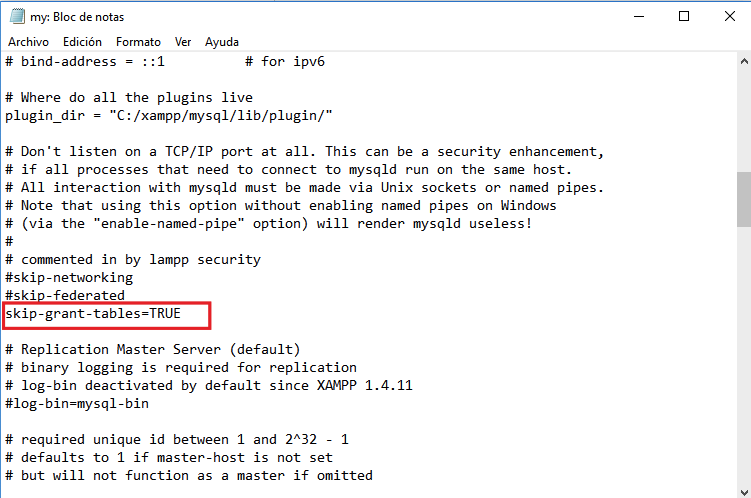 my: Bloc de notas
Archivo Edición Formato Ver Ayuda
# bind-address = ::1          # for ipv6
# Where do all the plugins live
plugin_dir = "C:/xampp/mysql/lib/plugin/"
# Don't listen on a TCP/IP port at all. This can be a security enhancement,
# if all processes that need to connect to mysqld run on the same host.
# All interaction with mysqld must be made via Unix sockets or named pipes.
# Note that using this option without enabling named pipes on Windows
# (via the "enable-named-pipe" option) will render mysqld useless!
#
# commented in by lampp security
#skip-networking
#skip-federated
skip-grant-tables=TRUE
# Replication Master Server (default)
# binary logging is required for replication
# log-bin deactivated by default since XAMPP 1.4.11
#log-bin=mysql-bin
# required unique id between 1 and 2^32 - 1
# defaults to 1 if master-host is not set
# but will not function as a master if omitted